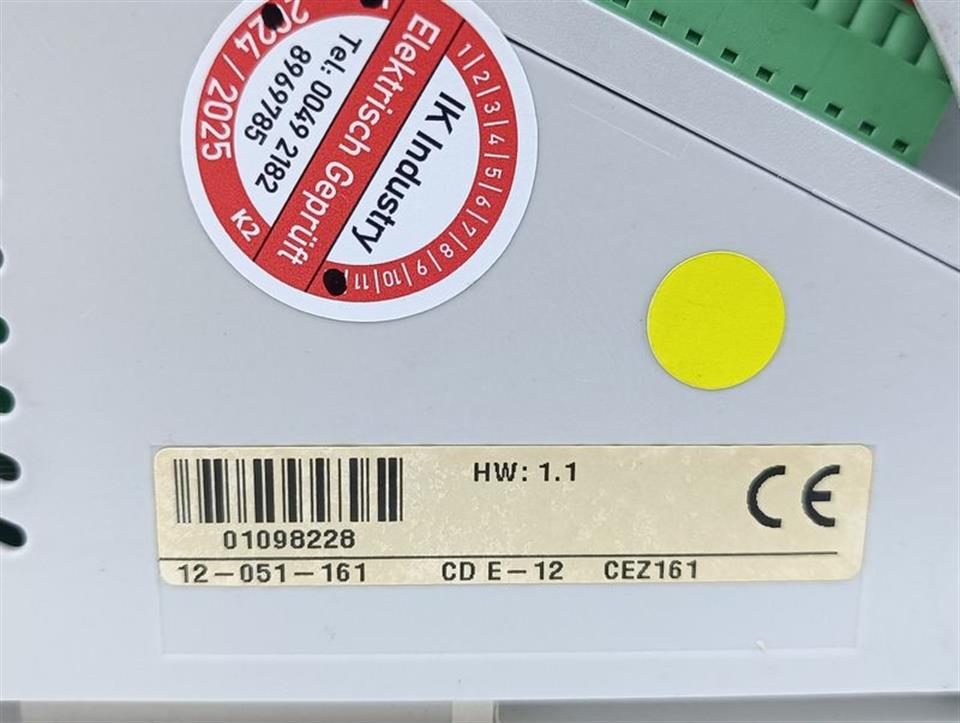 2024 / 2025
Tel.: 0049 2182
8969785
K2
Elektrisch Geprüft
IK Industry
1|2|3|4|5|6|7|8|9|10|11
HW: 1.1
CE
01098228
12-051-161 CD E-12 CEZ161